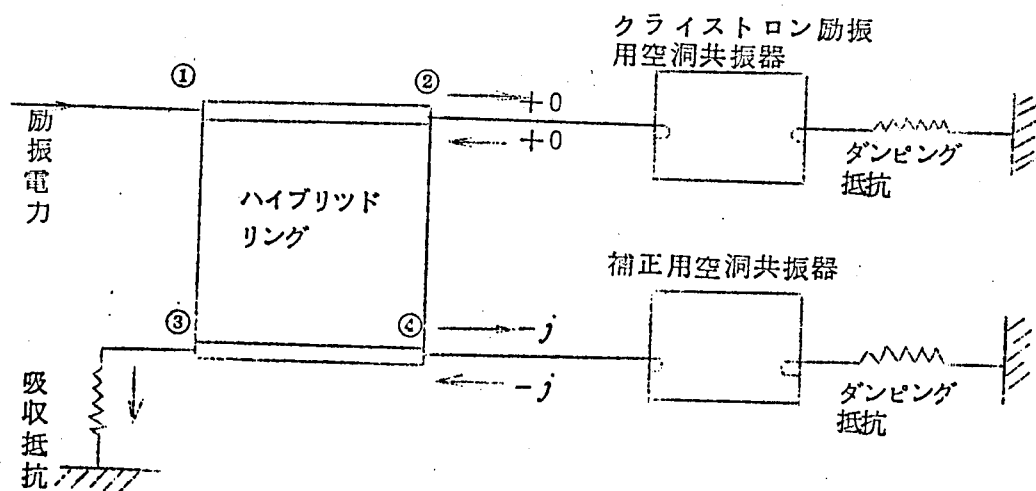 クライストロン励振
用空洞共振器
①
②
+0
+0
励振電力
ダンピング
抵抗
ハイブリッド
リング
補正用空洞共振器
③
④
-j
-j
吸収抵抗
ダンピング
抵抗